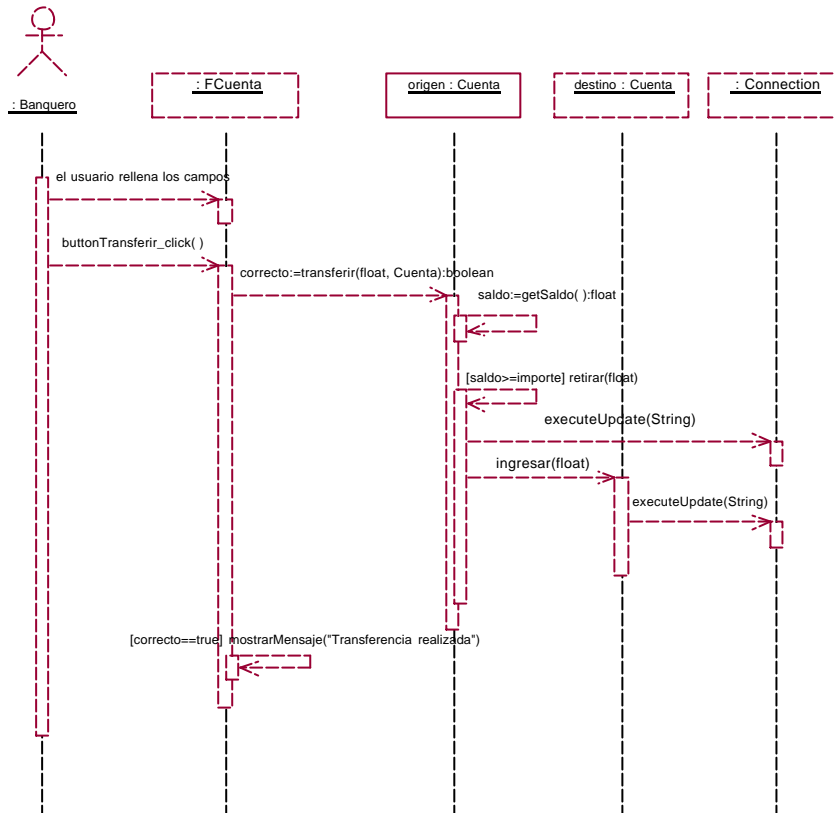 : Banquero
: FCuenta
origen : Cuenta
destino : Cuenta
: Connection
el usuario rellena los campos
buttonTransferir_click( )
correcto:=transferir(float, Cuenta):boolean
saldo:=getSaldo( ):float
[saldo>=importe] retirar(float)
executeUpdate(String)
ingresar(float)
executeUpdate(String)
[correcto==true] mostrarMensaje("Transferencia realizada")